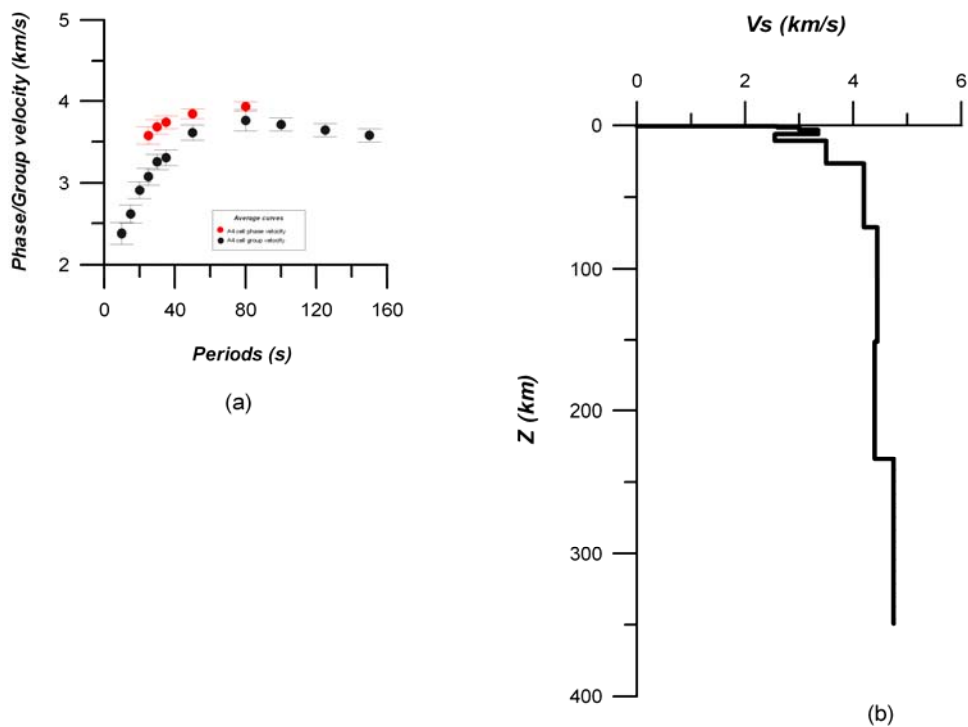 Phase/Group velocity (km/s)
5
4
3
2
0 40 80 120 160
Periods (s)
Average curves
A4 cell phase velocity
A4 cell group velocity
(a)
Vs (km/s)
0 2 4 6
0
100
200
300
400
Z (km)
(b)